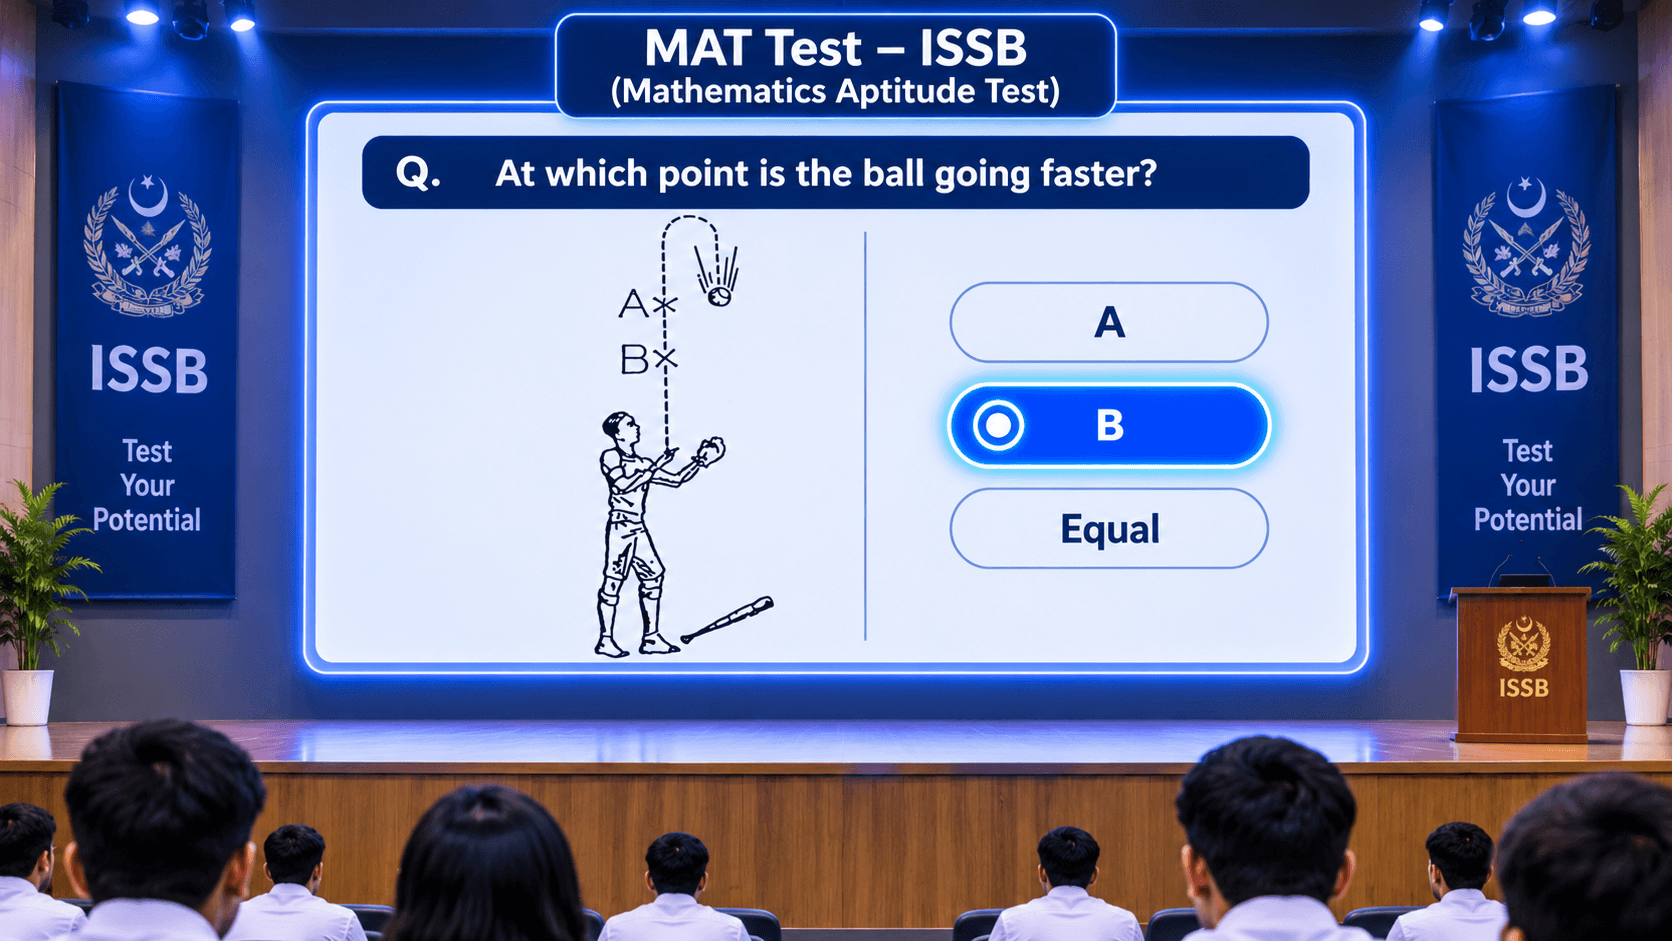 MAT Test – ISSB
(Mathematics Aptitude Test)
Q. At which point is the ball going faster?
A
B
A
B
Equal
ISSB
Test
Your
Potential
ISSB
Test
Your
Potential
ISSB